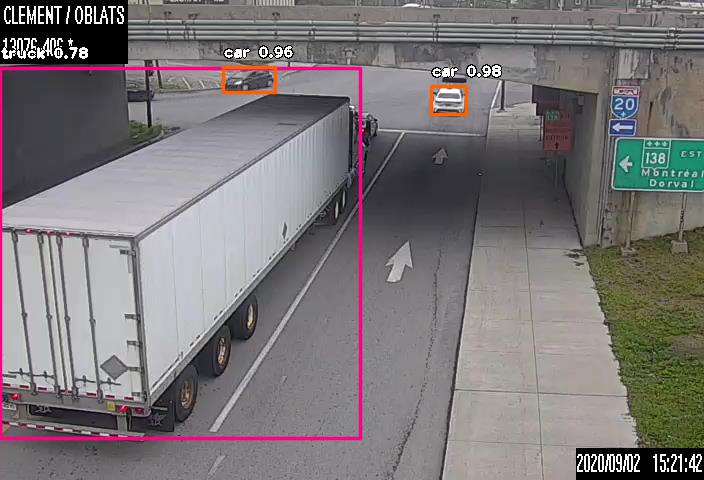 CLEMENT / OBLATS
truck 0.78
car 0.96
car 0.98
20
138
EST
Montréal
Dorval
2020/09/02 15:21:42